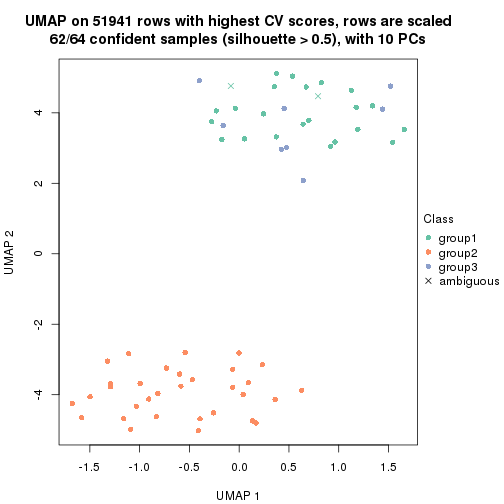 UMAP on 51941 rows with highest CV scores, rows are scaled
62/64 confident samples (silhouette > 0.5), with 10 PCs
4
2
0
-2
-4
UMAP 2
Class
group1
group2
group3
ambiguous
-1.5 -1.0 -0.5 0.0 0.5 1.0 1.5
UMAP 1